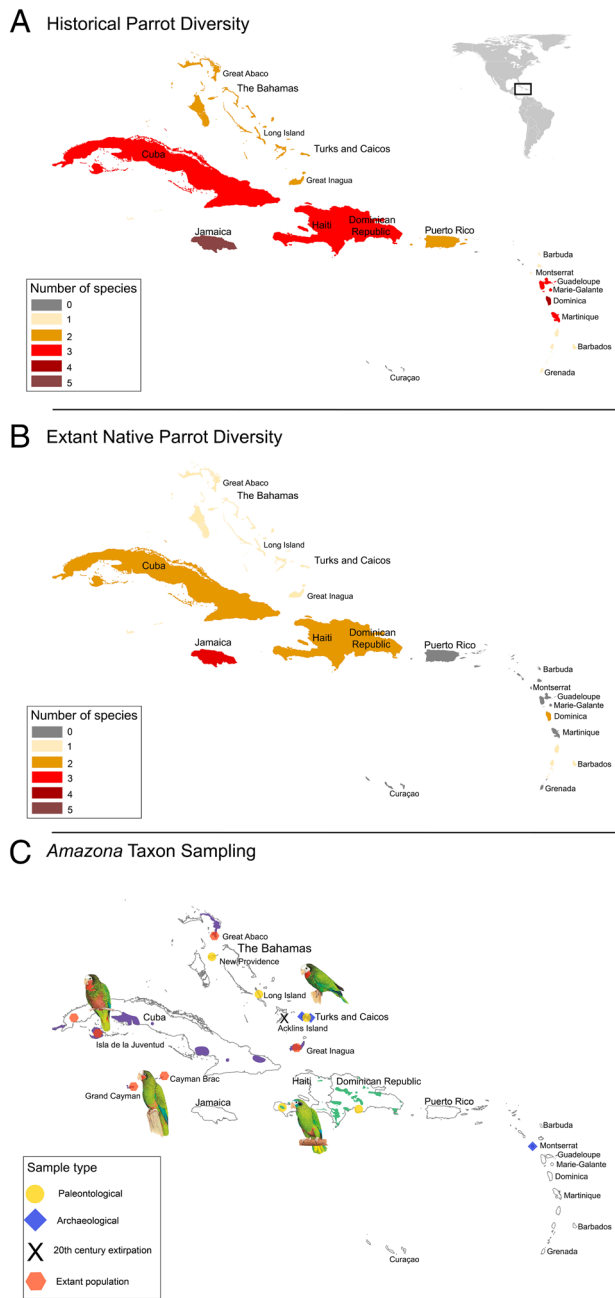 A Historical Parrot Diversity
Great Abaco
The Bahamas
Long Island
Turks and Caicos
Cuba
Great Inagua
Haiti
Dominican
Republic
Jamaica
Puerto Rico
Barbuda
Montserrat
Guadeloupe
Marie-Galante
Dominica
Martinique
Barbados
Grenada
Curaçao
Number of species
0
1
2
3
4
5
B Extant Native Parrot Diversity
Great Abaco
The Bahamas
Long Island
Turks and Caicos
Cuba
Great Inagua
Haiti
Dominican
Republic
Jamaica
Puerto Rico
Barbuda
Montserrat
Guadeloupe
Marie-Galante
Dominica
Martinique
Barbados
Grenada
Curaçao
Number of species
0
1
2
3
4
5
C Amazona Taxon Sampling
Great Abaco
The Bahamas
New Providence
Long Island
Cuba
X
Turks and Caicos
Acklins Island
Isla de la Juventud
Great Inagua
Cayman Brac
Grand Cayman
Haiti
Dominican Republic
Jamaica
Puerto Rico
Barbuda
Montserrat
Guadeloupe
Marie-Galante
Dominica
Martinique
Barbados
Grenada
Curaçao
Sample type
Paleontological
Archaeological
X 20th century extirpation
Extant population